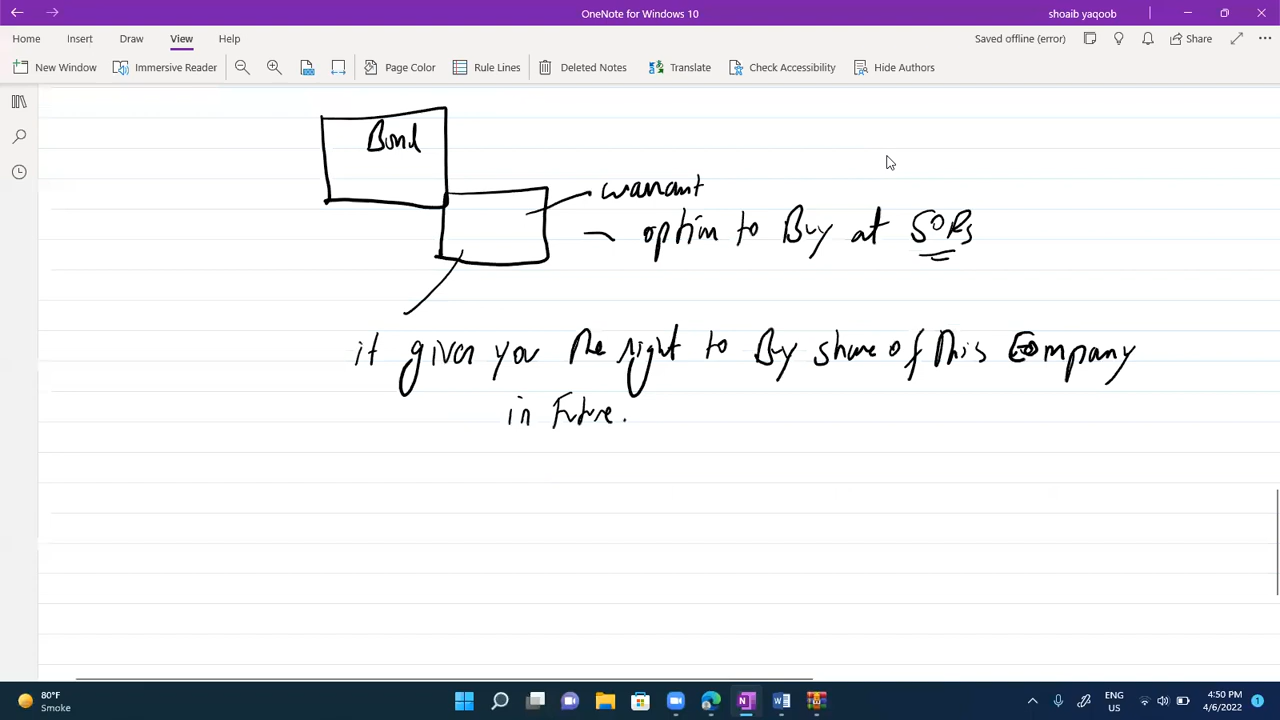 OneNote for Windows 10
shoaib yaqoob
Home Insert Draw View Help
Saved offline (error) Share
New Window Immersive Reader Page Color Rule Lines Deleted Notes Translate Check Accessibility Hide Authors
Bond
warrant
option to Buy at 50Rs
it given you the right to Buy share of this Company
in Future.
80°F
Smoke
ENG
US
4:50 PM
4/6/2022
1